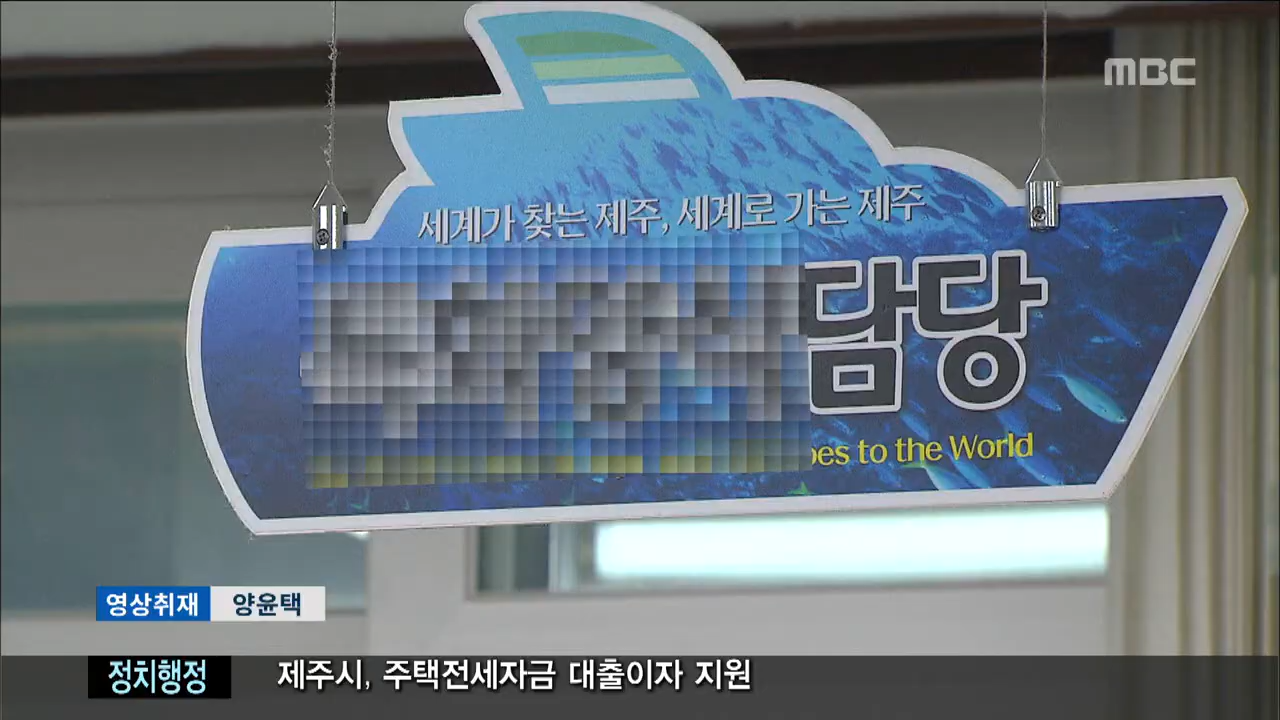 MBC
세계가 찾는 제주, 세계로 가는 제주
담당
to the World
영상취재 양윤택
정치행정 제주시, 주택전세자금 대출이자 지원